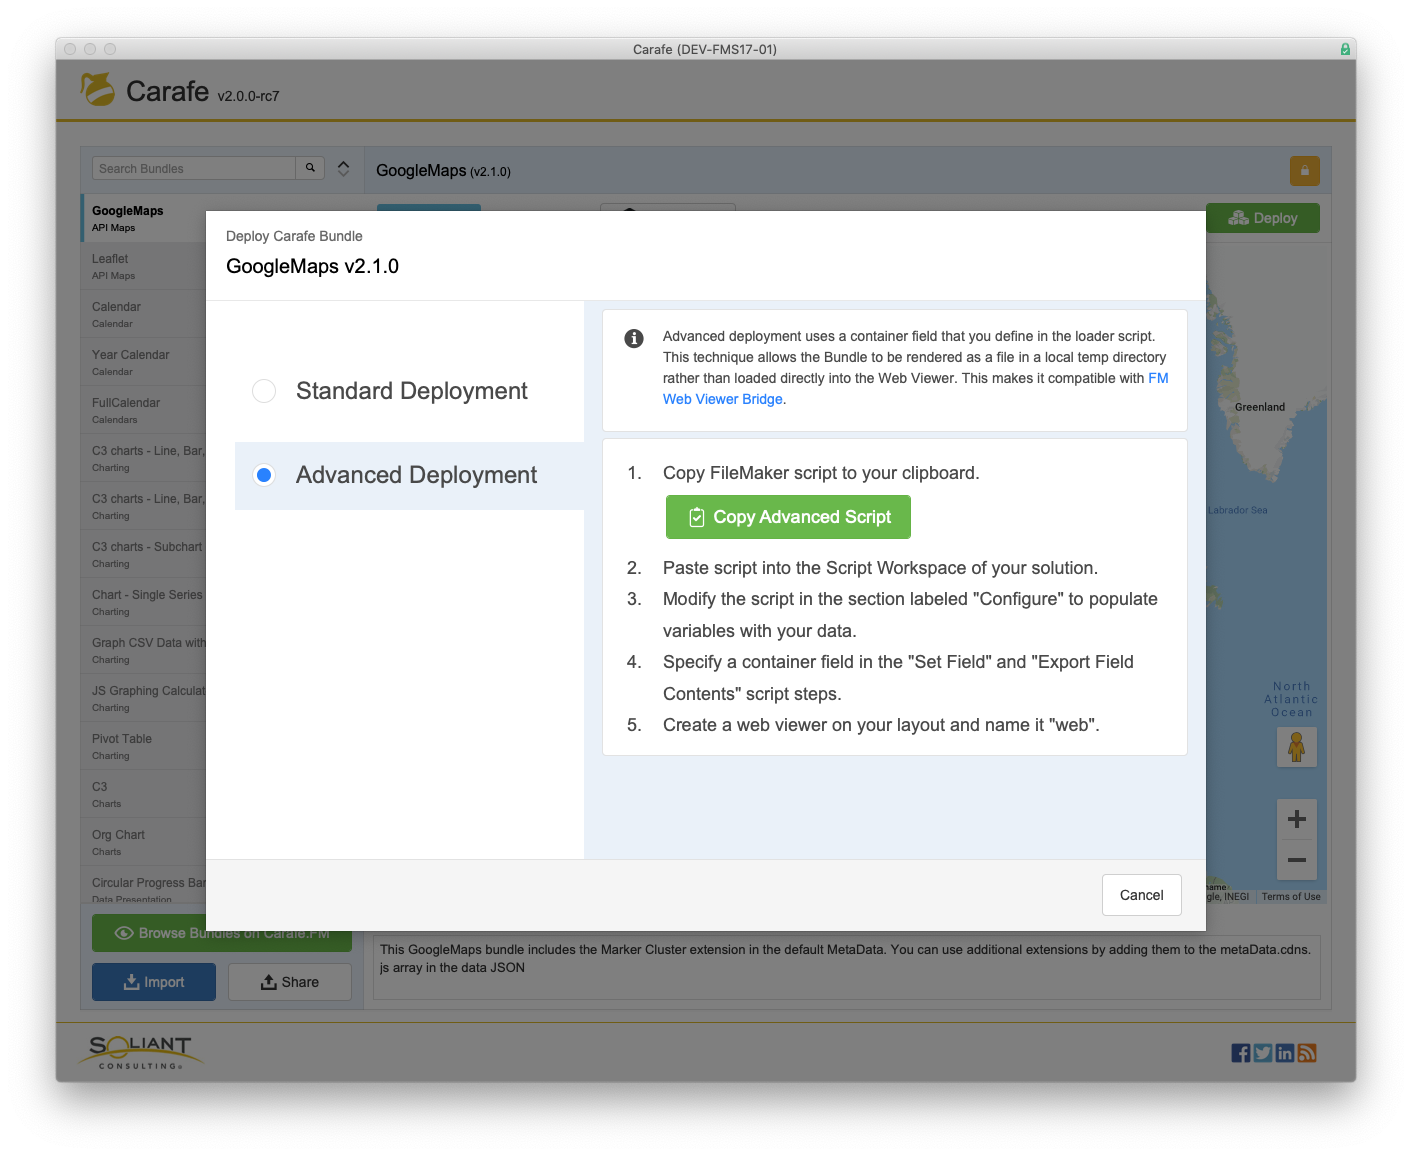 Carafe (DEV-FMS17-01)
Carafe v2.0.0-rc7
Search Bundles
GoogleMaps (v2.1.0)
GoogleMaps
API Maps
Deploy
Leaflet
API Maps
Calendar
Calendar
Year Calendar
Calendar
FullCalendar
Calendars
C3 charts - Line, Bar,
Charting
C3 charts - Line, Bar,
Charting
C3 charts - Subchart
Charting
Chart - Single Series
Charting
Graph CSV Data with
Charting
JS Graphing Calculat
Charting
Pivot Table
Charting
C3
Charts
Org Chart
Charts
Circular Progress Bar
Data Presentation
Deploy Carafe Bundle
GoogleMaps v2.1.0
Standard Deployment
Advanced Deployment
Advanced deployment uses a container field that you define in the loader script.
This technique allows the Bundle to be rendered as a file in a local temp directory
rather than loaded directly into the Web Viewer. This makes it compatible with FM
Web Viewer Bridge.
1. Copy FileMaker script to your clipboard.
Copy Advanced Script
2. Paste script into the Script Workspace of your solution.
3. Modify the script in the section labeled "Configure" to populate
variables with your data.
4. Specify a container field in the "Set Field" and "Export Field
Contents" script steps.
5. Create a web viewer on your layout and name it "web".
Cancel
Greenland
Labrador Sea
North
Atlantic
Ocean
INEGI
Terms of Use
Browse Bundles on Carafe.FM
Import
Share
This GoogleMaps bundle includes the Marker Cluster extension in the default MetaData. You can use additional extensions by adding them to the metaData.cdns.
js array in the data JSON
SOLIANT
CONSULTING